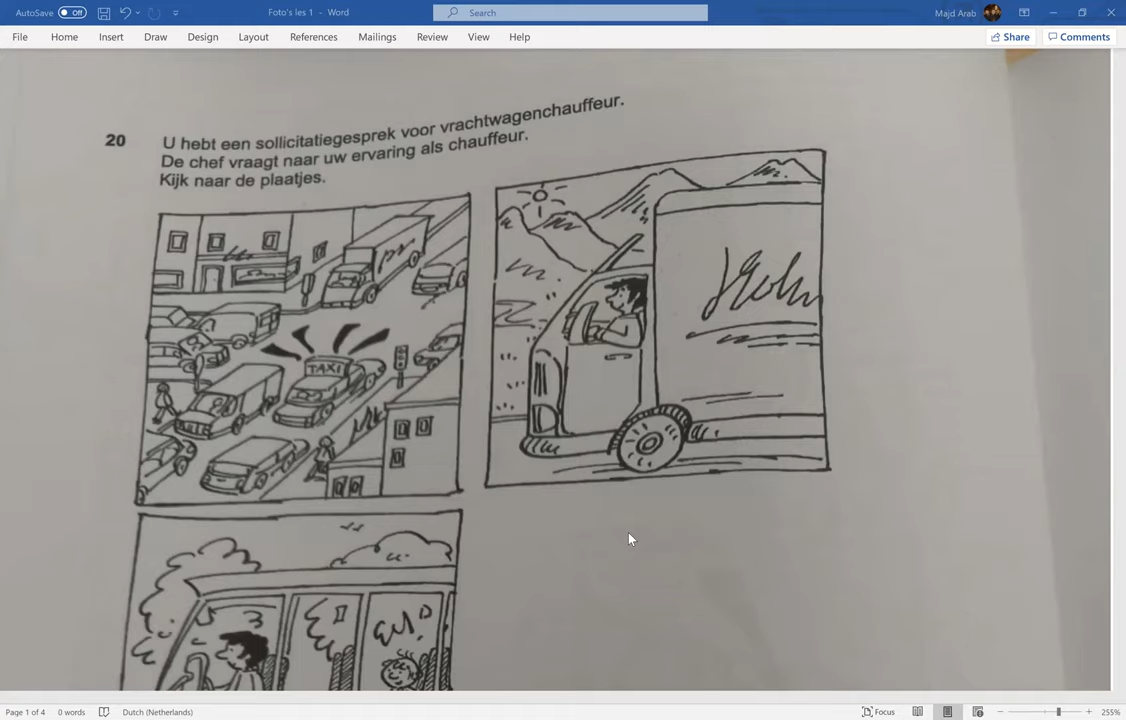 AutoSave Off
Foto's les 1 - Word
Search
Majd Arab
File Home Insert Draw Design Layout References Mailings Review View Help
Share Comments
20 U hebt een sollicitatiegesprek voor vrachtwagenchauffeur.
De chef vraagt naar uw ervaring als chauffeur.
Kijk naar de plaatjes.
TAXI
Page 1 of 4 0 words Dutch (Netherlands) Focus 255%